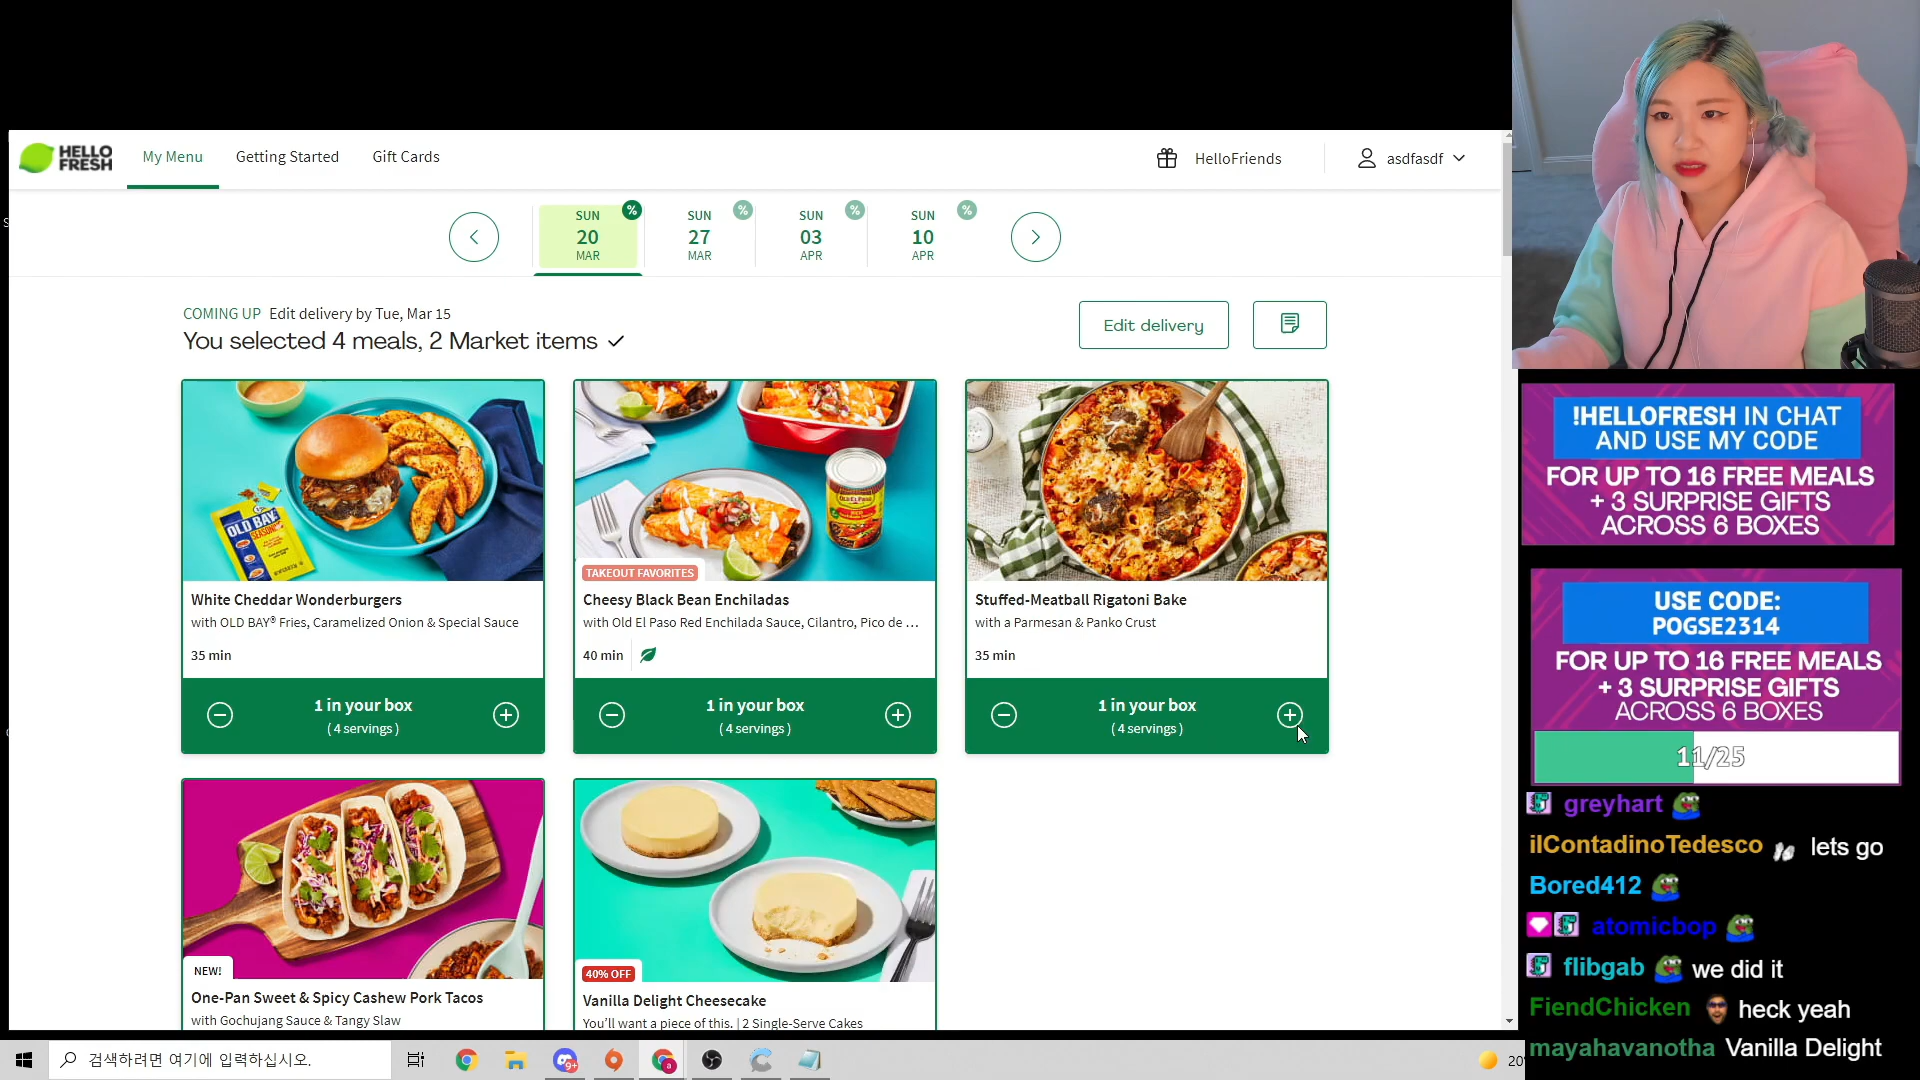 HELLO
FRESH
My Menu
Getting Started
Gift Cards
HelloFriends
asdfasdf
SUN
20
MAR
%
SUN
27
MAR
%
SUN
03
APR
%
SUN
10
APR
%
COMING UP Edit delivery by Tue, Mar 15
You selected 4 meals, 2 Market items
Edit delivery
OLD BAY
SEASONING
White Cheddar Wonderburgers
with OLD BAY® Fries, Caramelized Onion & Special Sauce
35 min
1 in your box
( 4 servings )
OLD EL PASO
TAKEOUT FAVORITES
Cheesy Black Bean Enchiladas
with Old El Paso Red Enchilada Sauce, Cilantro, Pico de ...
40 min
1 in your box
( 4 servings )
Stuffed-Meatball Rigatoni Bake
with a Parmesan & Panko Crust
35 min
1 in your box
( 4 servings )
NEW!
One-Pan Sweet & Spicy Cashew Pork Tacos
with Gochujang Sauce & Tangy Slaw
40% OFF
Vanilla Delight Cheesecake
You'll want a piece of this. | 2 Single-Serve Cakes
!HELLOFRESH IN CHAT
AND USE MY CODE
FOR UP TO 16 FREE MEALS
+ 3 SURPRISE GIFTS
ACROSS 6 BOXES
USE CODE:
POGSE2314
FOR UP TO 16 FREE MEALS
+ 3 SURPRISE GIFTS
ACROSS 6 BOXES
11/25
greyhart
ilContadinoTedesco lets go
Bored412
atomicbop
flibgab we did it
FiendChicken heck yeah
mayahavanotha Vanilla Delight
검색하려면 여기에 입력하십시오.
9+
a
20